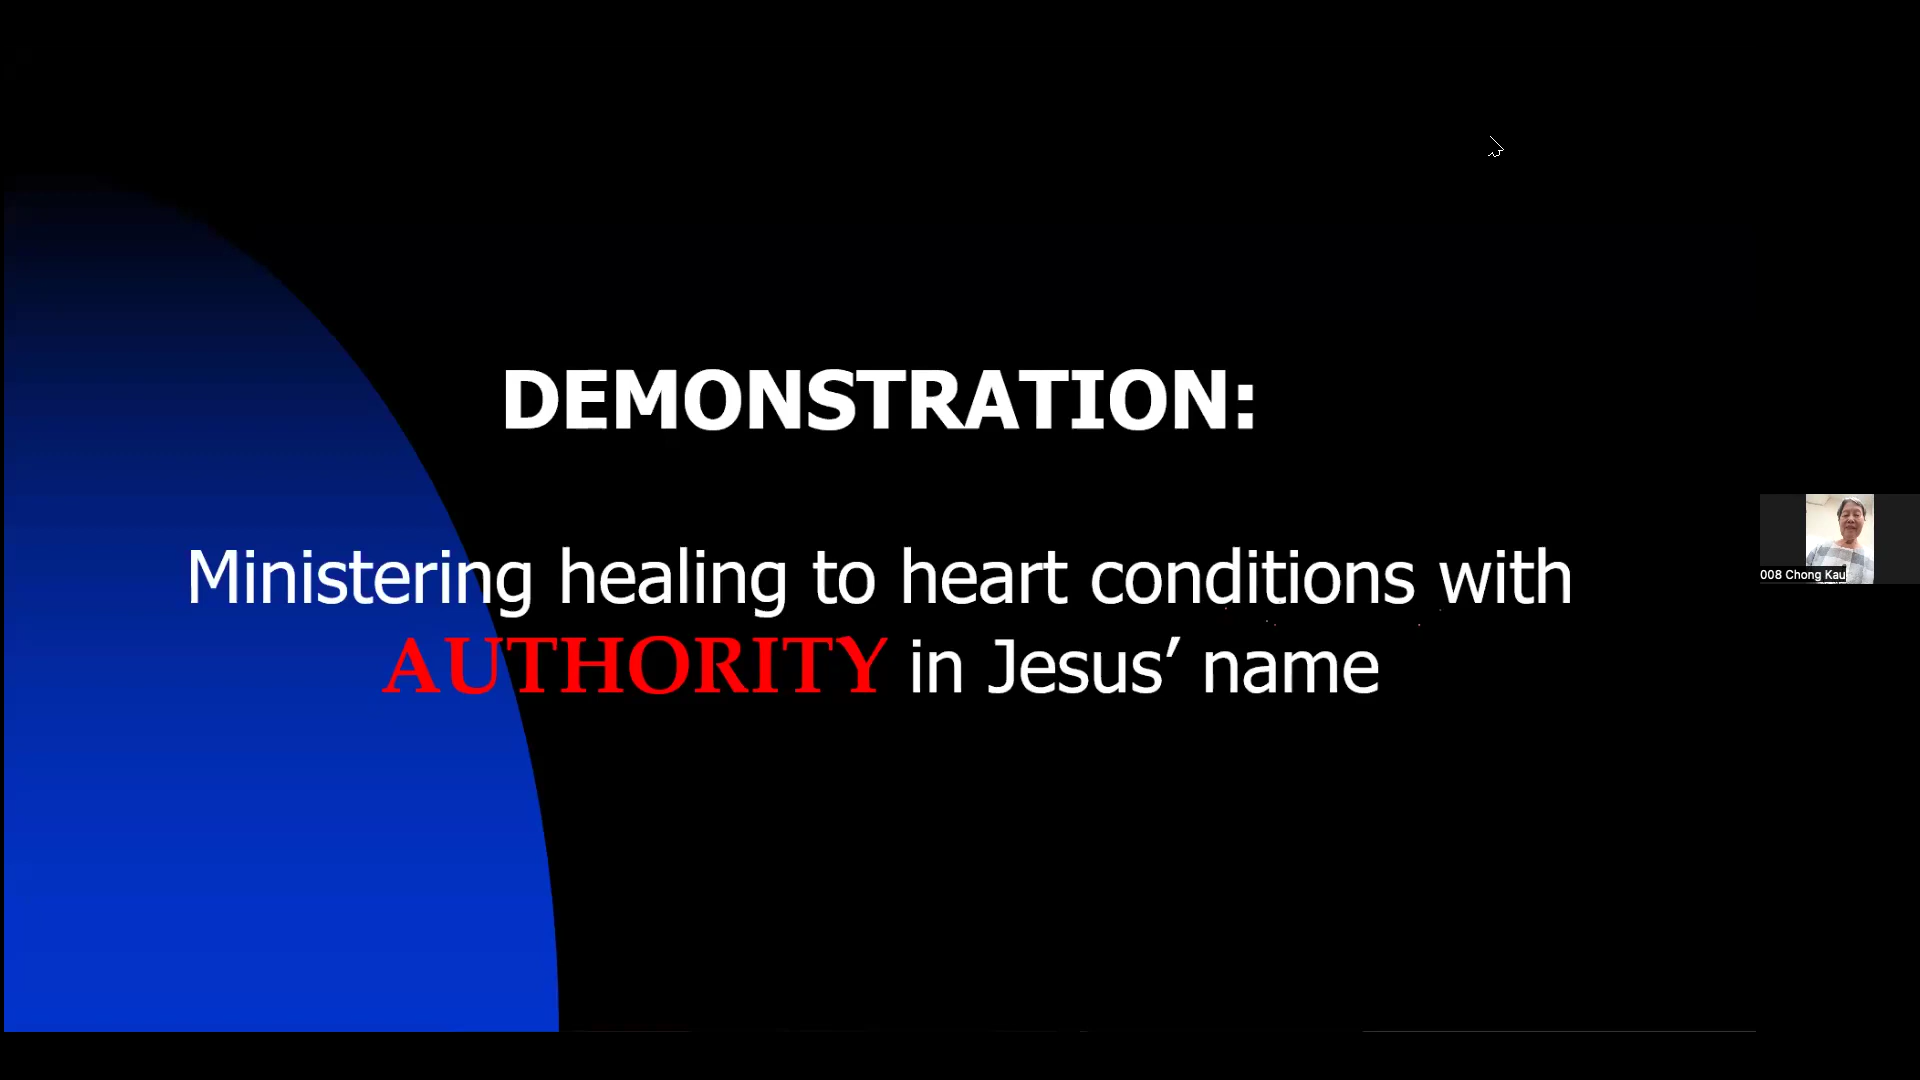 DEMONSTRATION:
Ministering healing to heart conditions with
AUTHORITY in Jesus’ name
008 Chong Kau